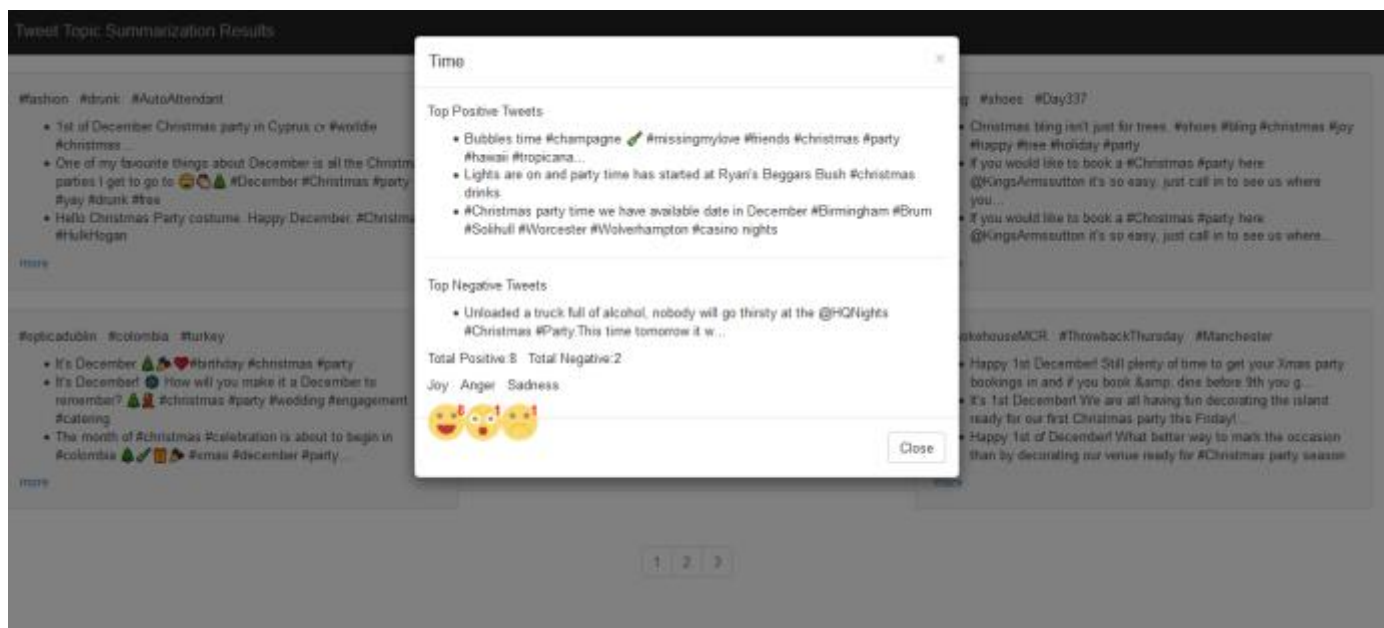 Tweet Topic Summarization Results
#fashion #drunk #AutoAttendant
1st of December Christmas party in Cyprus cr #worldie
#christmas...
One of my favourite things about December is all the Christm
parties I get to go to #December #Christmas #party
#yay #drunk #free
Hello Christmas Party costume. Happy December. #Christma
#HulkHogan
more
#opticadublin #colombia #turkey
It's December #birthday #christmas #party
It's December! How will you make it a December to
remember? #christmas #party #wedding #engagement
#catering
The month of #christmas #celebration is about to begin in
#colombia #xmas #december #party...
more
Time
×
Top Positive Tweets
Bubbles time #champagne #missingmylove #friends #christmas #party
#hawaii #tropicana...
Lights are on and party time has started at Ryan's Beggars Bush #christmas
drinks
#Christmas party time we have available date in December #Birmingham #Brum
#Solihull #Worcester #Wolverhampton #casino nights
Top Negative Tweets
Unloaded a truck full of alcohol, nobody will go thirsty at the @HQNights
#Christmas #Party.This time tomorrow it w...
Total Positive:8 Total Negative:2
Joy Anger Sadness
1 1
Close
g #shoes #Day337
Christmas bling isn't just for trees. #shoes #bling #christmas #joy
#happy #tree #holiday #party
If you would like to book a #Christmas #party here
@KingsArmssutton it's so easy, just call in to see us where
you...
If you would like to book a #Christmas #party here
@KingsArmssutton it's so easy, just call in to see us where...
okehouseMCR #ThrowbackThursday #Manchester
Happy 1st December! Still plenty of time to get your Xmas party
bookings in and if you book &amp; dine before 9th you g...
It's 1st December! We are all having fun decorating the island
ready for our first Christmas party this Friday!...
Happy 1st of December! What better way to mark the occasion
than by decorating our venue ready for #Christmas party season
more
1 2 3